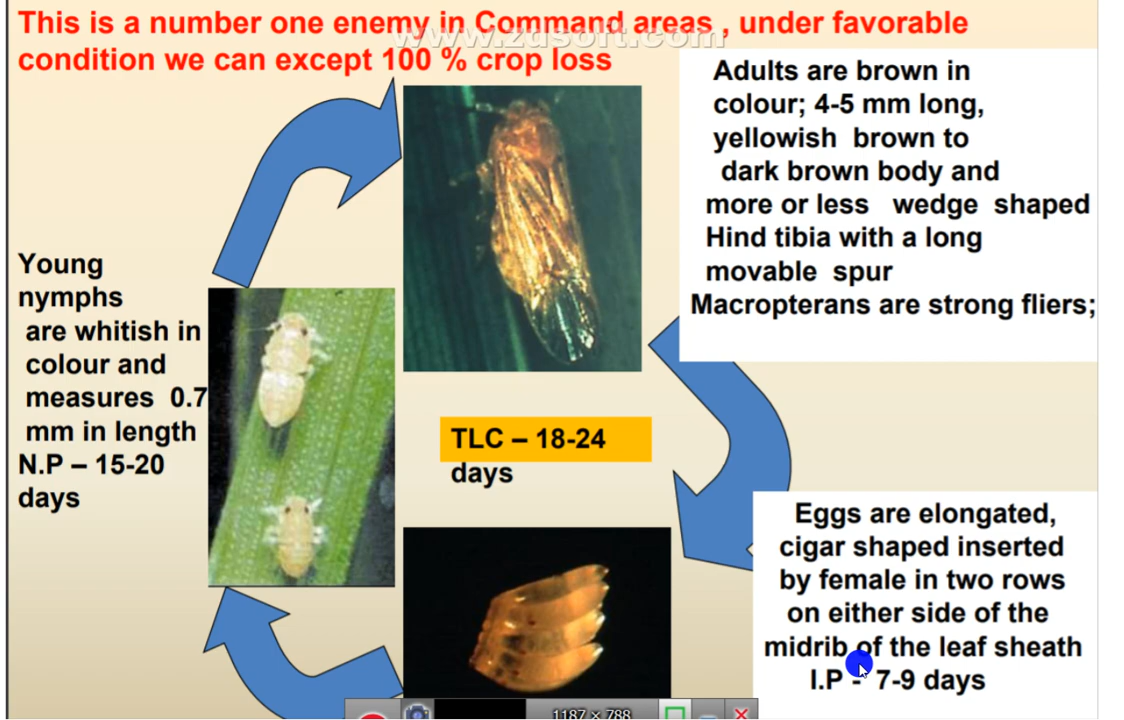 This is a number one enemy in Command areas , under favorable
condition we can except 100 % crop loss
www.zdsoft.com
Adults are brown in
colour; 4-5 mm long,
yellowish brown to
dark brown body and
more or less wedge shaped
Hind tibia with a long
movable spur
Macropterans are strong fliers;
Young
nymphs
are whitish in
colour and
measures 0.7
mm in length
N.P – 15-20
days
TLC – 18-24
days
Eggs are elongated,
cigar shaped inserted
by female in two rows
on either side of the
midrib of the leaf sheath
I.P - 7-9 days
1187 × 788